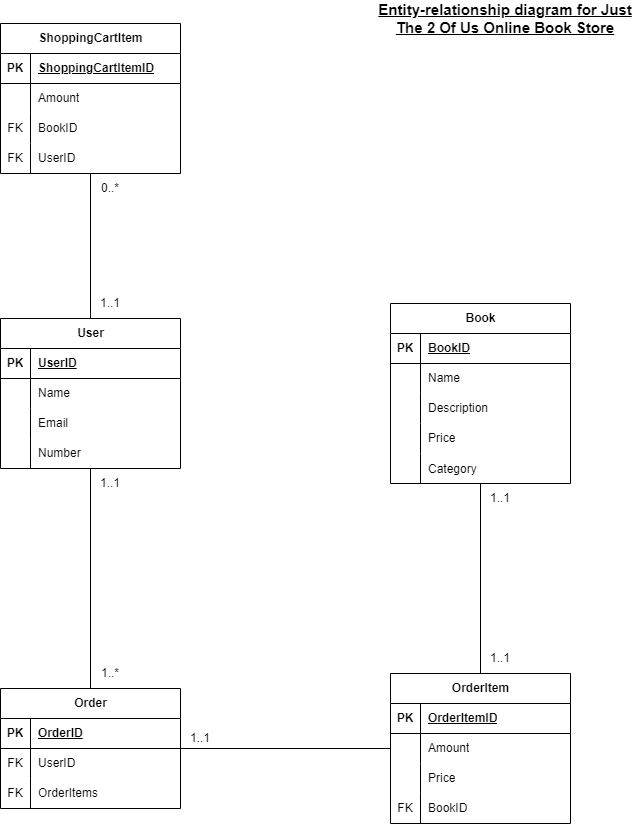 Entity-relationship diagram for Just
The 2 Of Us Online Book Store
ShoppingCartItem
PK ShoppingCartItemID
Amount
FK BookID
FK UserID
0..*
1..1
User
PK UserID
Name
Email
Number
1..1
Book
PK BookID
Name
Description
Price
Category
1..1
1..*
Order
PK OrderID
FK UserID
FK OrderItems
1..1
1..1
OrderItem
PK OrderItemID
Amount
Price
FK BookID